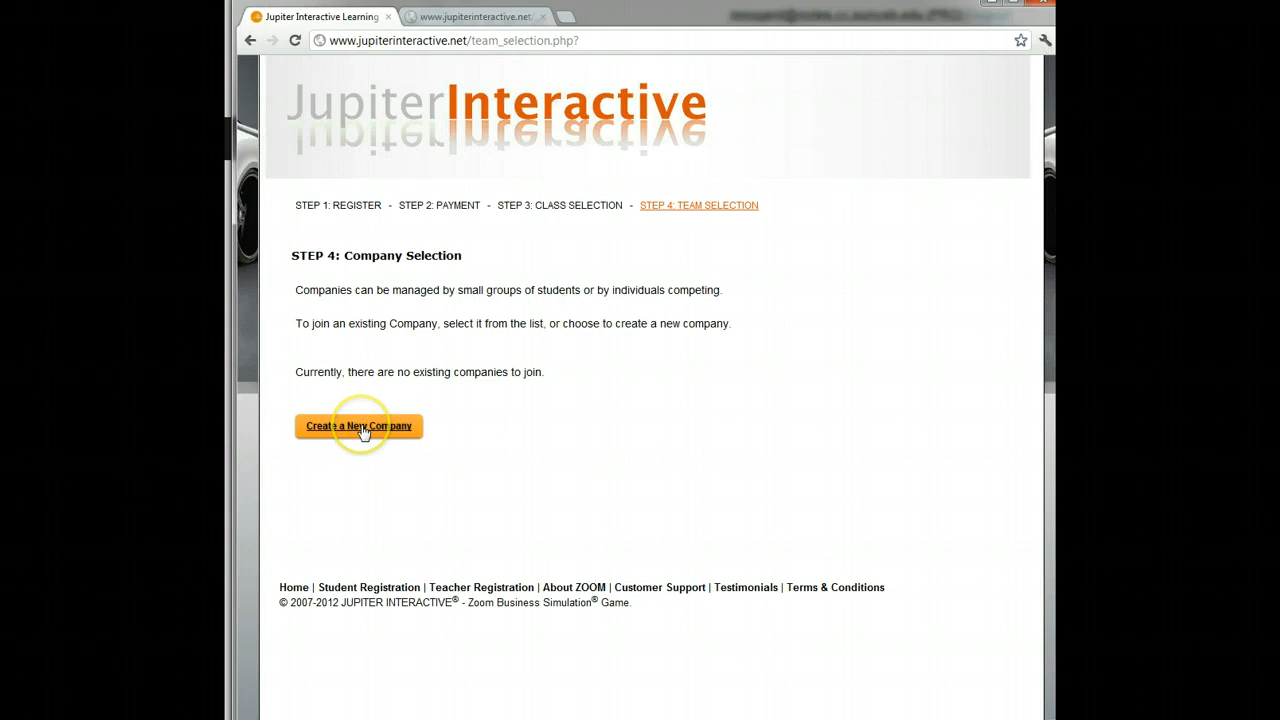 Jupiter Interactive Learning
www.jupiterinteractive.net/
www.jupiterinteractive.net/team_selection.php?
JupiterInteractive
STEP 1: REGISTER - STEP 2: PAYMENT - STEP 3: CLASS SELECTION - STEP 4: TEAM SELECTION
STEP 4: Company Selection
Companies can be managed by small groups of students or by individuals competing.
To join an existing Company, select it from the list, or choose to create a new company.
Currently, there are no existing companies to join.
Create a New Company
Home | Student Registration | Teacher Registration | About ZOOM | Customer Support | Testimonials | Terms & Conditions
© 2007-2012 JUPITER INTERACTIVE® - Zoom Business Simulation® Game.